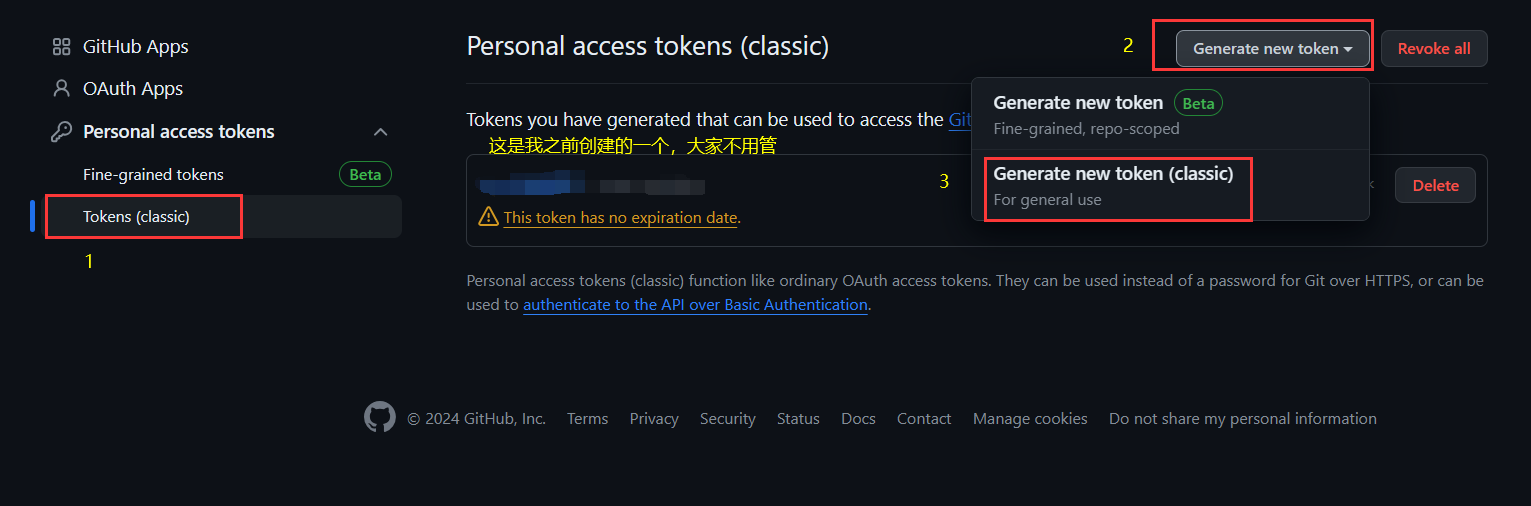 GitHub Apps
OAuth Apps
Personal access tokens
Fine-grained tokens Beta
Tokens (classic)
1
Personal access tokens (classic)
2
Generate new token
Revoke all
Generate new token Beta
Fine-grained, repo-scoped
Tokens you have generated that can be used to access the Git
这是我之前创建的一个，大家不用管
3
Generate new token (classic)
For general use
Delete
This token has no expiration date.
Personal access tokens (classic) function like ordinary OAuth access tokens. They can be used instead of a password for Git over HTTPS, or can be
used to authenticate to the API over Basic Authentication.
© 2024 GitHub, Inc. Terms Privacy Security Status Docs Contact Manage cookies Do not share my personal information